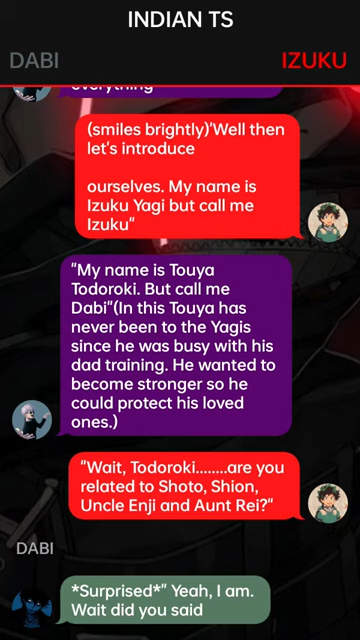 INDIAN TS
DABI
IZUKU
everything
(smiles brightly)'Well then
let's introduce
ourselves. My name is
Izuku Yagi but call me
Izuku"
"My name is Touya
Todoroki. But call me
Dabi"(In this Touya has
never been to the Yagis
since he was busy with his
dad training. He wanted to
become stronger so he
could protect his loved
ones.)
"Wait, Todoroki........are you
related to Shoto, Shion,
Uncle Enji and Aunt Rei?"
DABI
*Surprised*" Yeah, I am.
Wait did you said